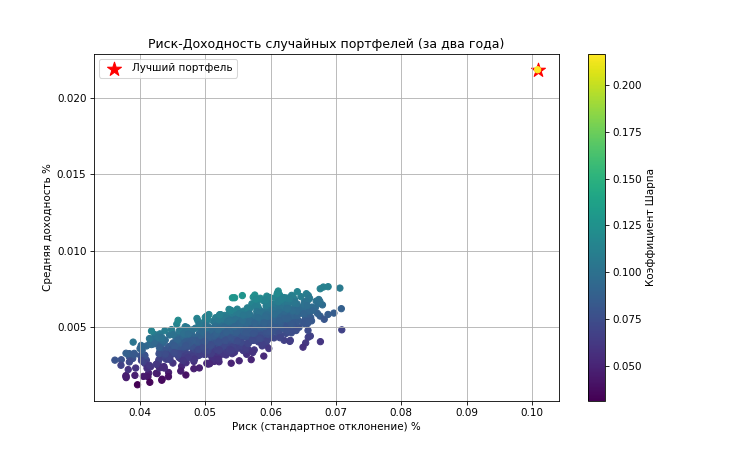 Риск-Доходность случайных портфелей (за два года)
Лучший портфель
Средняя доходность %
0.020
0.015
0.010
0.005
0.04 0.05 0.06 0.07 0.08 0.09 0.10
Риск (стандартное отклонение) %
0.200
0.175
0.150
0.125
0.100
0.075
0.050
Коэффициент Шарпа